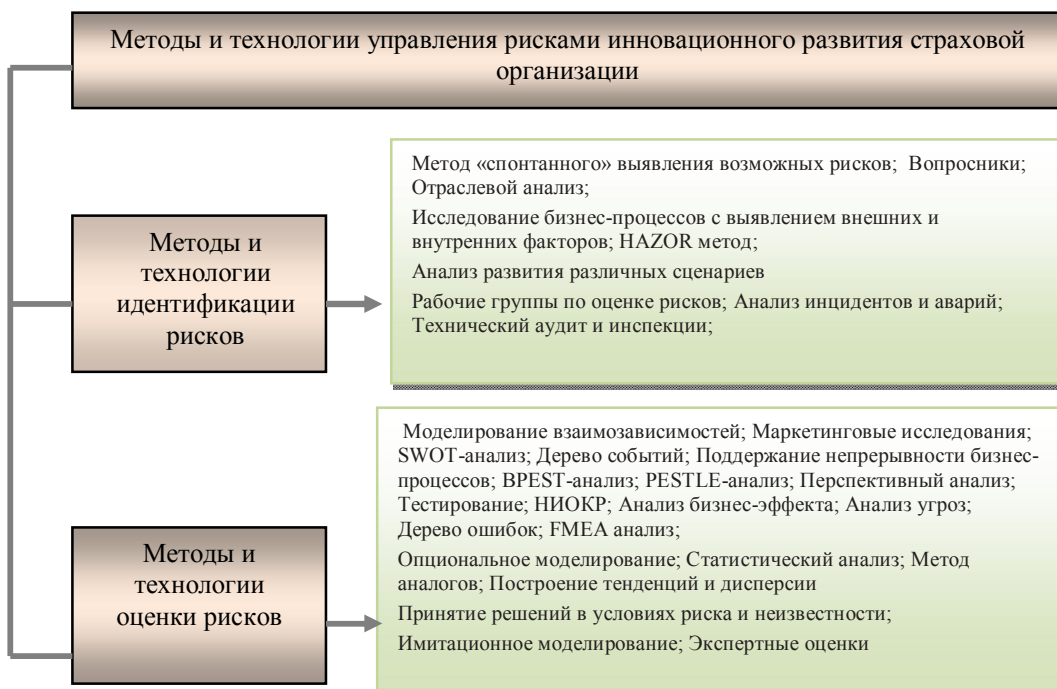 Методы и технологии управления рисками инновационного развития страховой
организации
Методы и
технологии
идентификации
рисков
Метод «спонтанного» выявления возможных рисков; Вопросники;
Отраслевой анализ;
Исследование бизнес-процессов с выявлением внешних и
внутренних факторов; HAZOR метод;
Анализ развития различных сценариев
Рабочие группы по оценке рисков; Анализ инцидентов и аварий;
Технический аудит и инспекции;
Методы и
технологии
оценки рисков
Моделирование взаимозависимостей; Маркетинговые исследования;
SWOT-анализ; Дерево событий; Поддержание непрерывности бизнес-
процессов; BPEST-анализ; PESTLE-анализ; Перспективный анализ;
Тестирование; НИОКР; Анализ бизнес-эффекта; Анализ угроз;
Дерево ошибок; FMEA анализ;
Опциональное моделирование; Статистический анализ; Метод
аналогов; Построение тенденций и дисперсии
Принятие решений в условиях риска и неизвестности;
Имитационное моделирование; Экспертные оценки